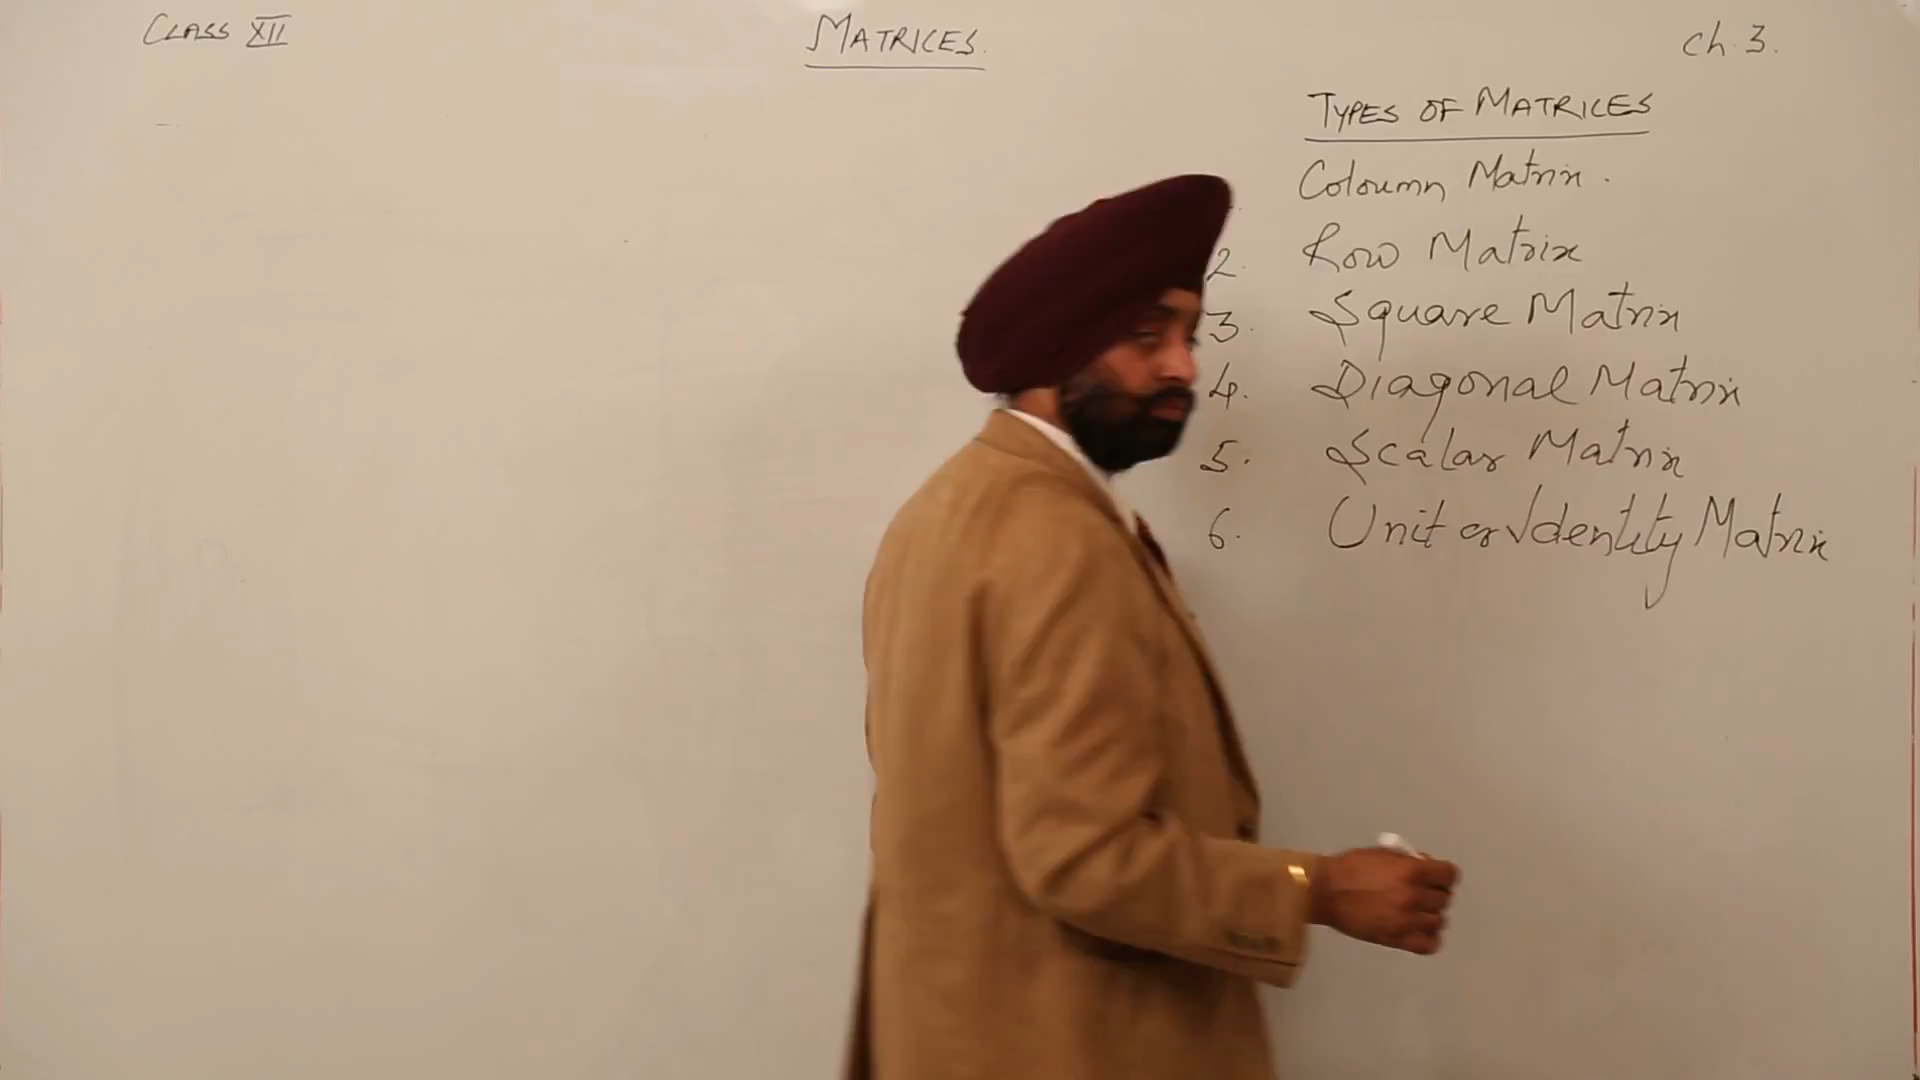 CLASS XII
MATRICES.
Ch. 3.
TYPES OF MATRICES
Coloumn Matrix.
2. Row Matrix
3. Square Matrix
4. Diagonal Matrix
5. Scalar Matrix
6. Unit or Identity Matrix